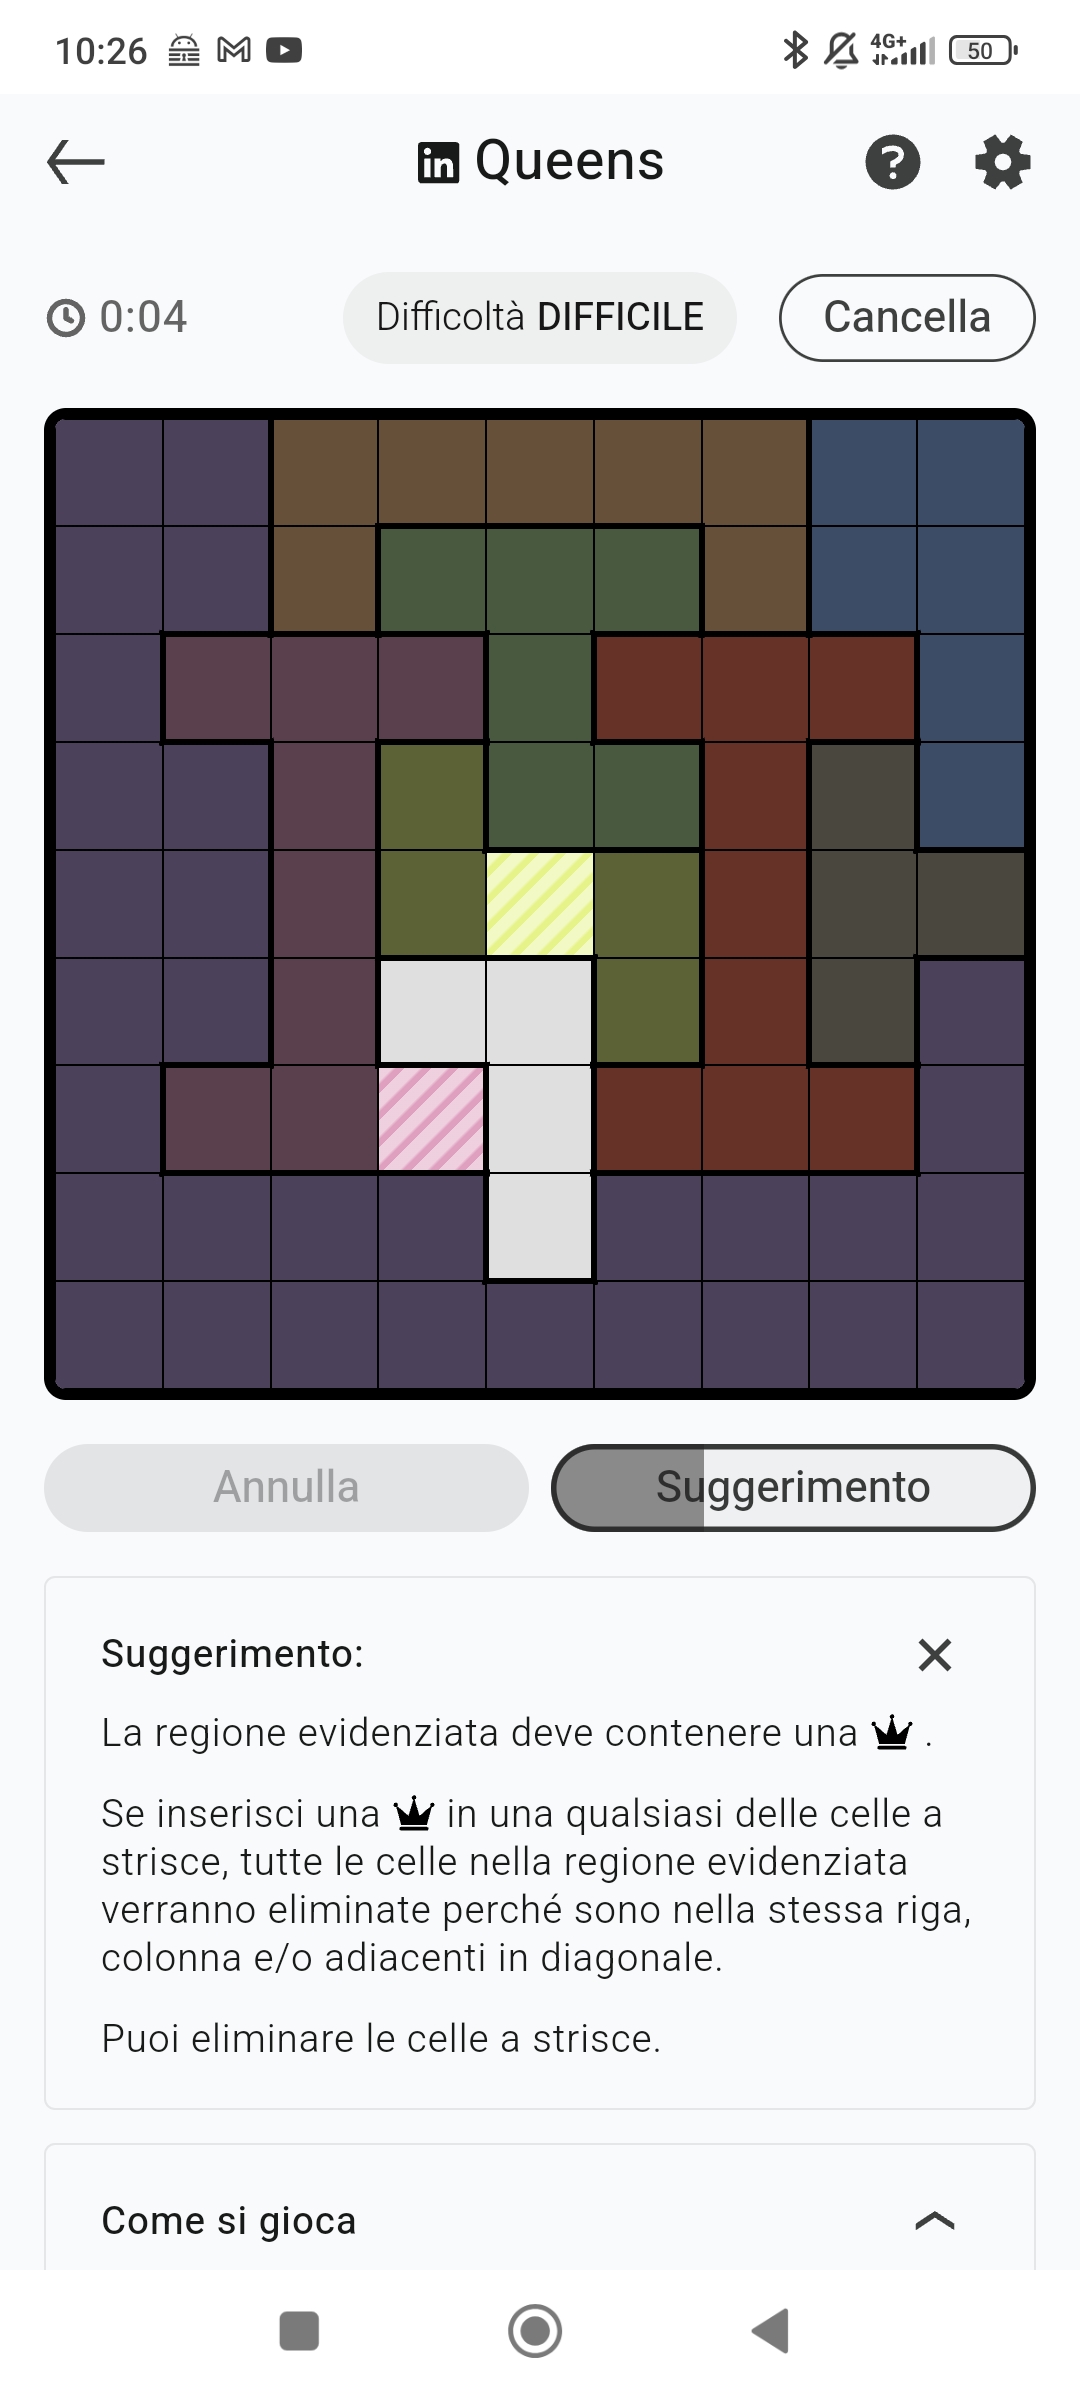 10:26 4G+ 50
in Queens ?
0:04 Difficoltà DIFFICILE Cancella
Annulla Suggerimento
Suggerimento:
La regione evidenziata deve contenere una .
Se inserisci una in una qualsiasi delle celle a
strisce, tutte le celle nella regione evidenziata
verranno eliminate perché sono nella stessa riga,
colonna e/o adiacenti in diagonale.
Puoi eliminare le celle a strisce.
Come si gioca